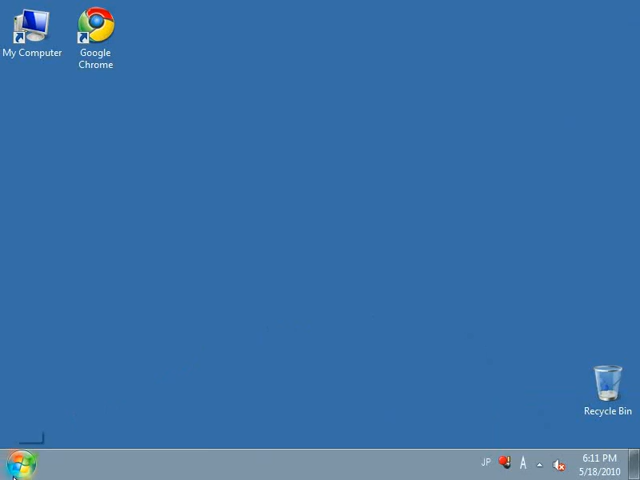 My Computer
Google
Chrome
Recycle Bin
JP
A
6:11 PM
5/18/2010